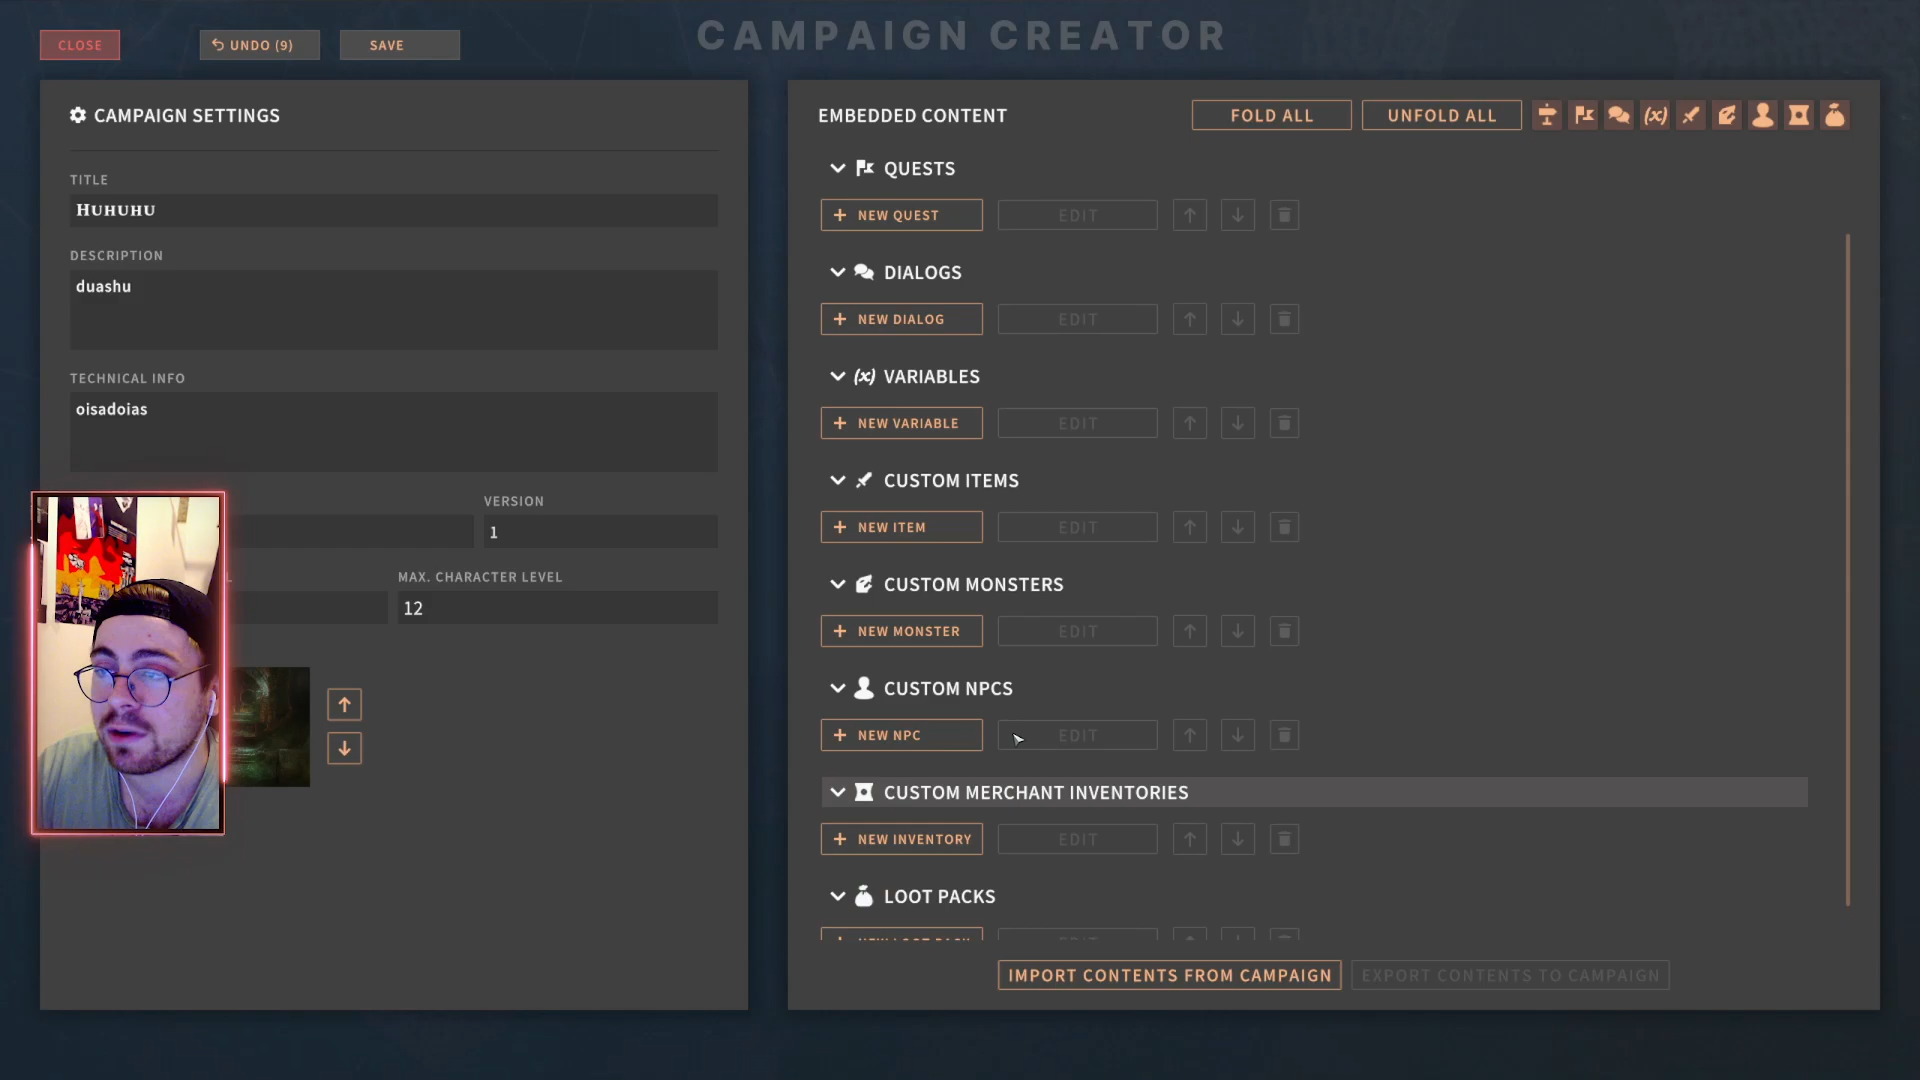 CAMPAIGN CREATOR
CLOSE
UNDO (9)
SAVE
CAMPAIGN SETTINGS
TITLE
HUHUHU
DESCRIPTION
duashu
TECHNICAL INFO
oisadoias
VERSION
1
MAX. CHARACTER LEVEL
12
EMBEDDED CONTENT
FOLD ALL
UNFOLD ALL
(x)
QUESTS
+ NEW QUEST
EDIT
DIALOGS
+ NEW DIALOG
EDIT
(x) VARIABLES
+ NEW VARIABLE
EDIT
CUSTOM ITEMS
+ NEW ITEM
EDIT
CUSTOM MONSTERS
+ NEW MONSTER
EDIT
CUSTOM NPCS
+ NEW NPC
EDIT
CUSTOM MERCHANT INVENTORIES
+ NEW INVENTORY
EDIT
LOOT PACKS
IMPORT CONTENTS FROM CAMPAIGN
EXPORT CONTENTS TO CAMPAIGN